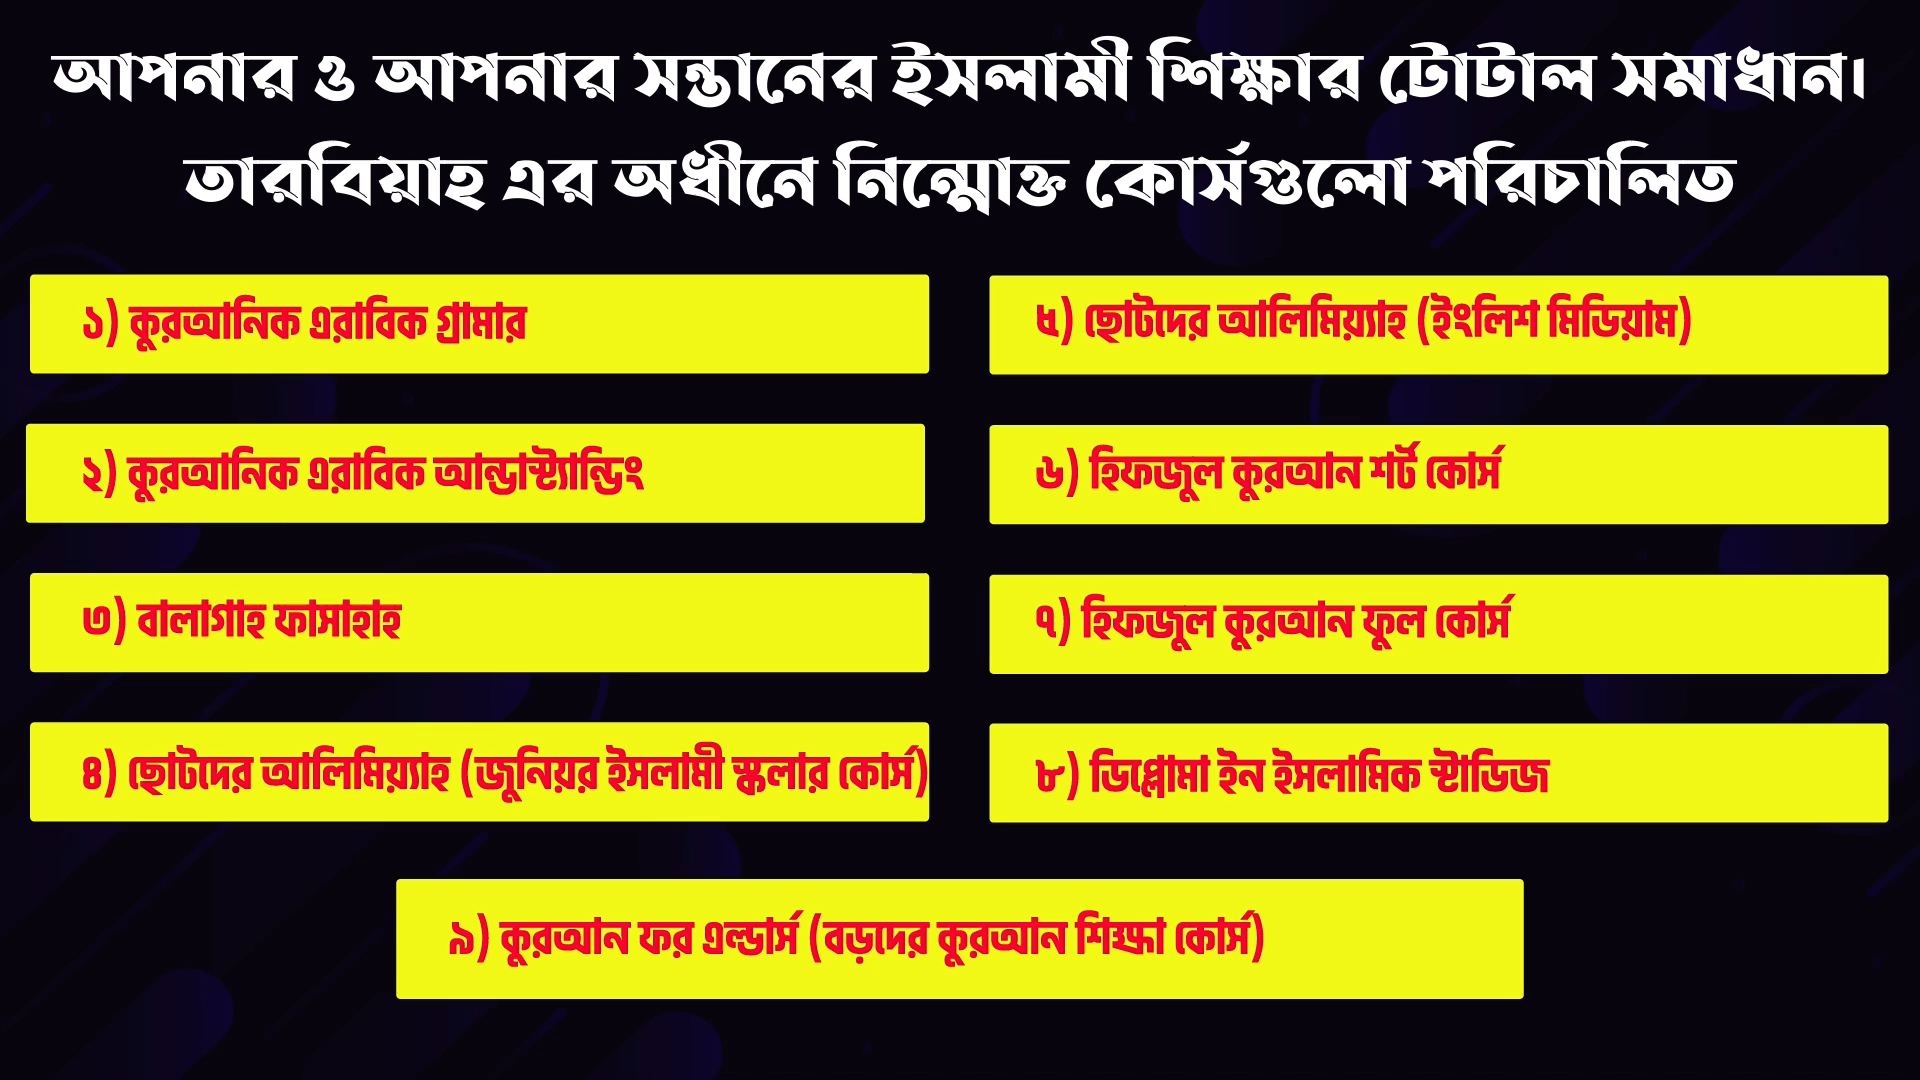 আপনার ও আপনার সন্তানের ইসলামী শিক্ষার টোটাল সমাধান।
তারবিয়াহ এর অধীনে নিন্মোক্ত কোর্সগুলো পরিচালিত
১) কুরআনিক এরাবিক গ্রামার
২) কুরআনিক এরাবিক আন্ডাস্ট্যান্ডিং
৩) বালাগাহ ফাসাহাহ
৪) ছোটদের আলিমিয়্যাহ (জুনিয়র ইসলামী স্কলার কোর্স)
৫) ছোটদের আলিমিয়্যাহ (ইংলিশ মিডিয়াম)
৬) হিফজুল কুরআন শর্ট কোর্স
৭) হিফজুল কুরআন ফুল কোর্স
৮) ডিপ্লোমা ইন ইসলামিক স্টাডিজ
৯) কুরআন ফর এল্ডার্স (বড়দের কুরআন শিক্ষা কোর্স)